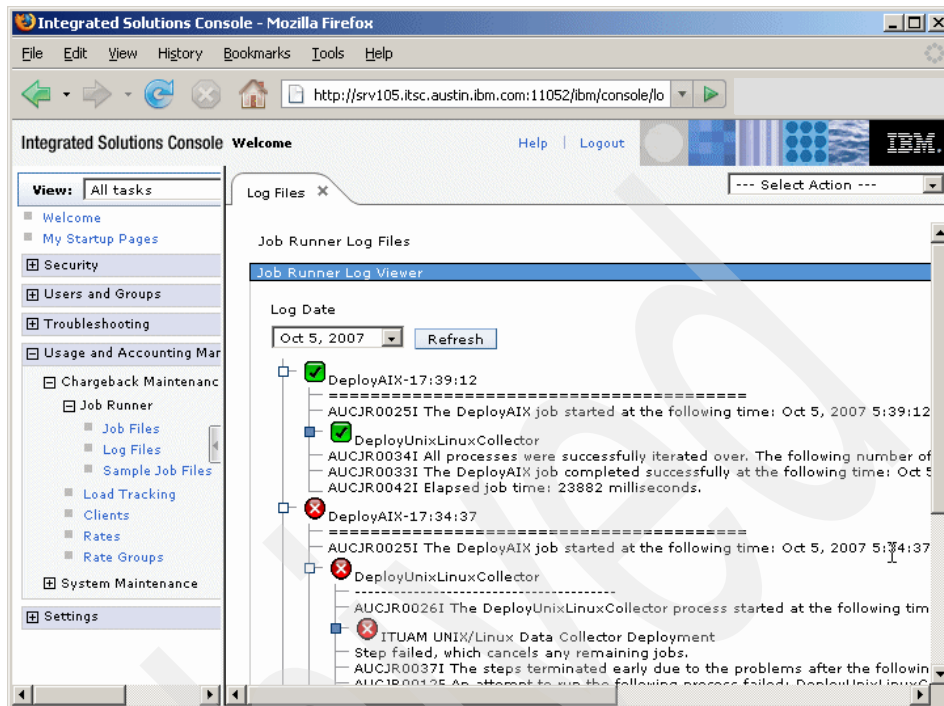 Integrated Solutions Console - Mozilla Firefox
File Edit View History Bookmarks Tools Help
http://srv105.itsc.austin.ibm.com:11052/ibm/console/lo
Integrated Solutions Console Welcome Help | Logout IBM.
View: All tasks
Welcome
My Startup Pages
Security
Users and Groups
Troubleshooting
Usage and Accounting Mar
Chargeback Maintenanc
Job Runner
Job Files
Log Files
Sample Job Files
Load Tracking
Clients
Rates
Rate Groups
System Maintenance
Settings
Log Files
--- Select Action ---
Job Runner Log Files
Job Runner Log Viewer
Log Date
Oct 5, 2007 Refresh
DeployAIX-17:39:12
=========================================
AUCJR0025I The DeployAIX job started at the following time: Oct 5, 2007 5:39:12
DeployUnixLinuxCollector
AUCJR0034I All processes were successfully iterated over. The following number of
AUCJR0033I The DeployAIX job completed successfully at the following time: Oct 5
AUCJR0042I Elapsed job time: 23882 milliseconds.
DeployAIX-17:34:37
=========================================
AUCJR0025I The DeployAIX job started at the following time: Oct 5, 2007 5:34:37
DeployUnixLinuxCollector
-------------------------------------
AUCJR0026I The DeployUnixLinuxCollector process started at the following tim
ITUAM UNIX/Linux Data Collector Deployment
Step failed, which cancels any remaining jobs.
AUCJR0037I The steps terminated early due to the problems after the followin
An attempt to run the following process failed: DeployUnixLinuxC